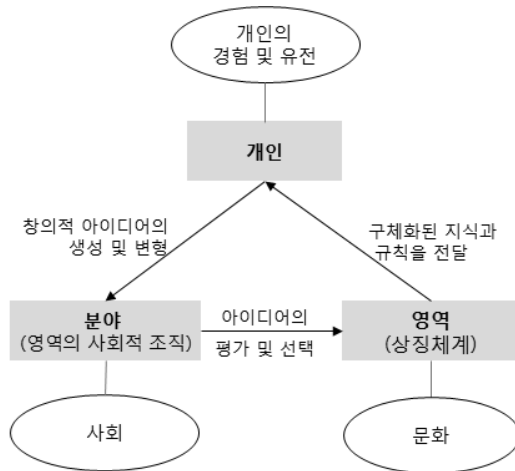 개인의
경험 및 유전
개인
창의적 아이디어의
생성 및 변형
구체화된 지식과
규칙을 전달
분야
(영역의 사회적 조직)
아이디어의
평가 및 선택
영역
(상징체계)
사회
문화